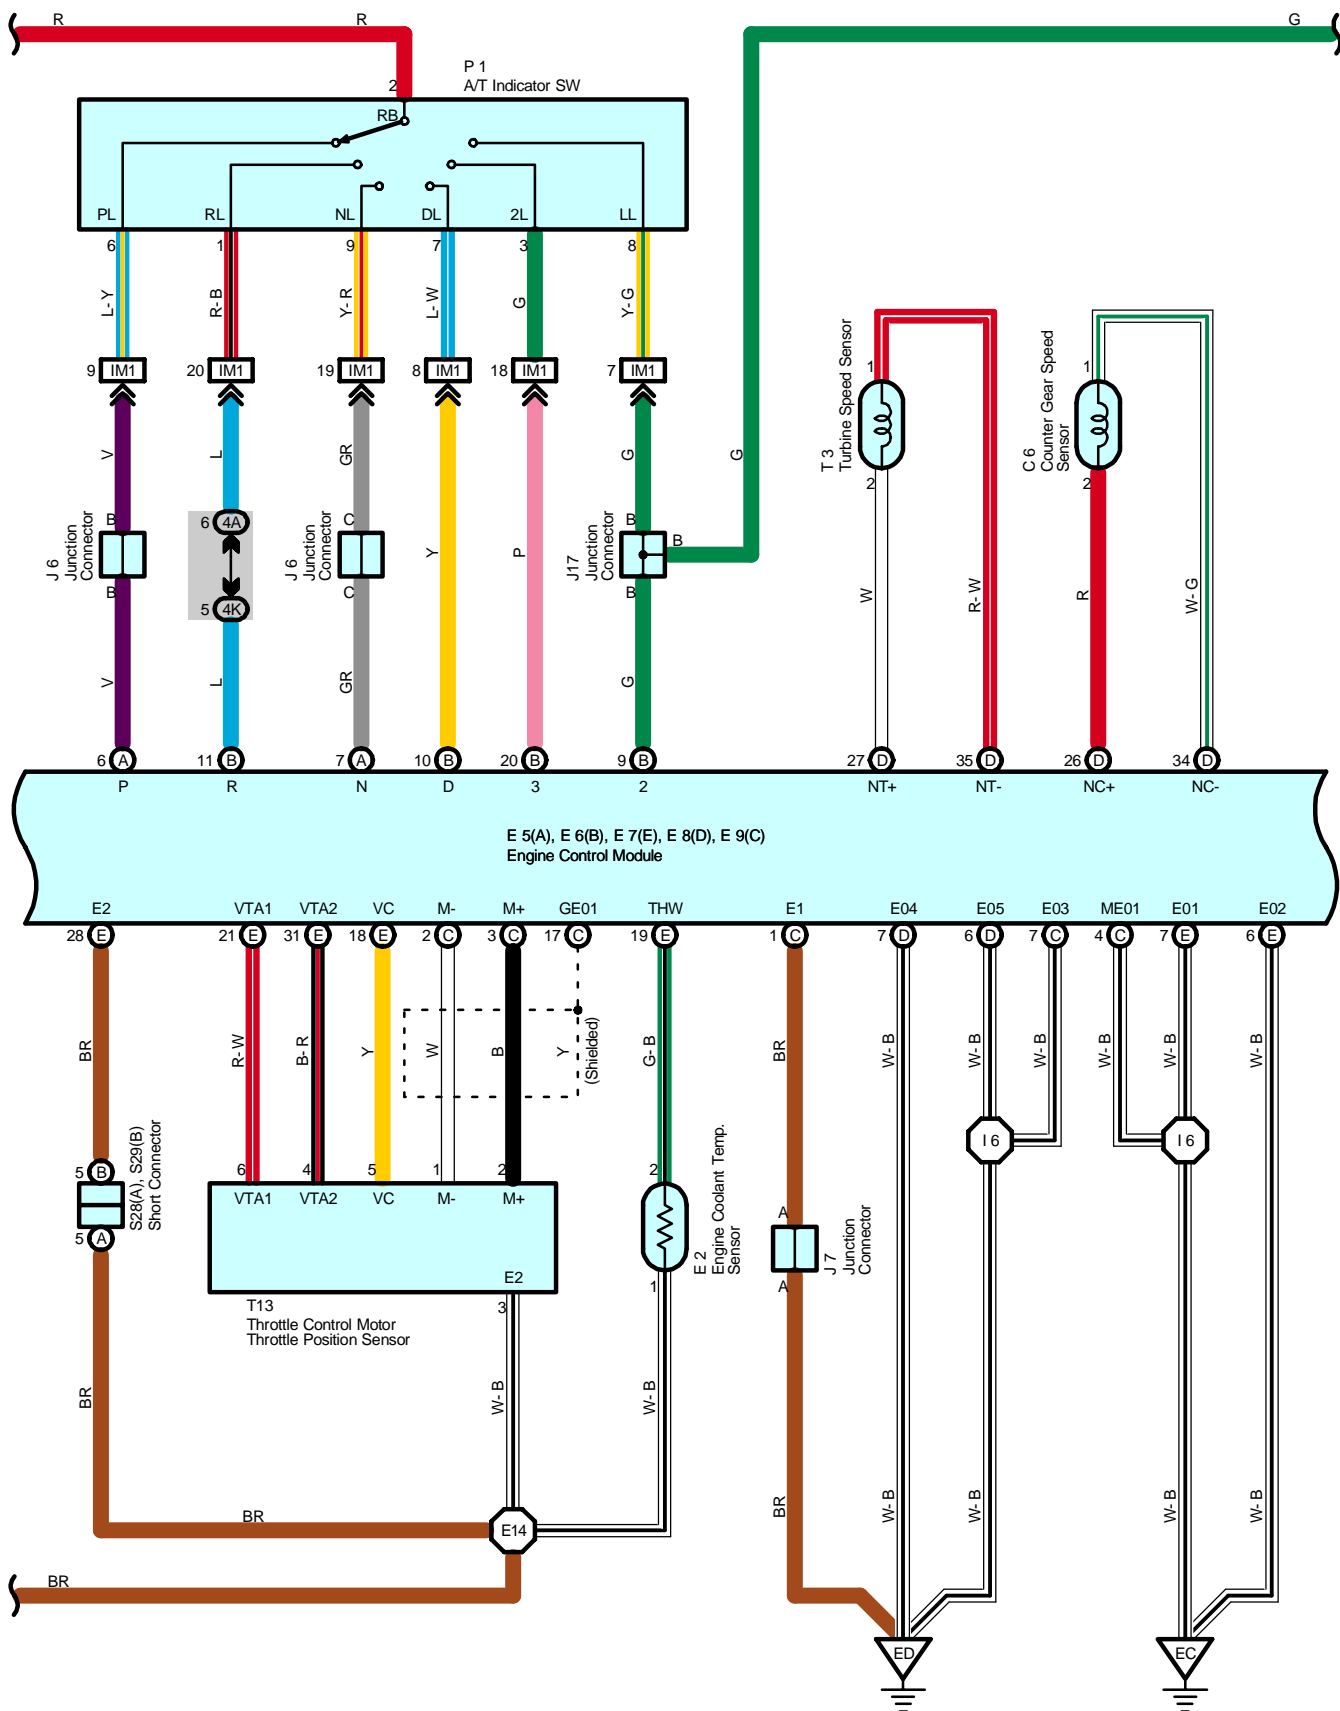 R R G
P 1
A/T Indicator SW
2
RB
PL RL NL DL 2L LL
6 1 9 7 3 8
L- Y R- B Y- R L- W G Y- G
9 IM1 20 IM1 19 IM1 8 IM1 18 IM1 7 IM1
T 3
Turbine Speed Sensor
1
2
C 6
Counter Gear Speed
Sensor
1
2
V L GR G G
B 6 4A C B B
J 6
Junction
Connector
J 6
Junction
Connector
Y P
J17
Junction
Connector
B 5 4K C B
W R- W R W- G
V L GR G
6 A 11 B 7 A 10 B 20 B 9 B 27 D 35 D 26 D 34 D
P R N D 3 2 NT+ NT- NC+ NC-
E 5(A), E 6(B), E 7(E), E 8(D), E 9(C)
Engine Control Module
E2 VTA1 VTA2 VC M- M+ GE01 THW E1 E04 E05 E03 ME01 E01 E02
28 E 21 E 31 E 18 E 2 C 3 C 17 C 19 E 1 C 7 D 6 D 7 C 4 C 7 E 6 E
BR R- W B- R Y W B Y (Shielded) G- B BR W- B W- B W- B W- B W- B W- B
I 6 I 6
5 B
S28(A), S29(B)
Short Connector
5 A
6 4 5 1 2 2
VTA1 VTA2 VC M- M+
E 2
Engine Coolant Temp.
Sensor
A
J 7
Junction
Connector
A
E2
3 1
T13
Throttle Control Motor
Throttle Position Sensor
BR W- B W- B BR W- B W- B W- B W- B
BR E14
BR
ED EC